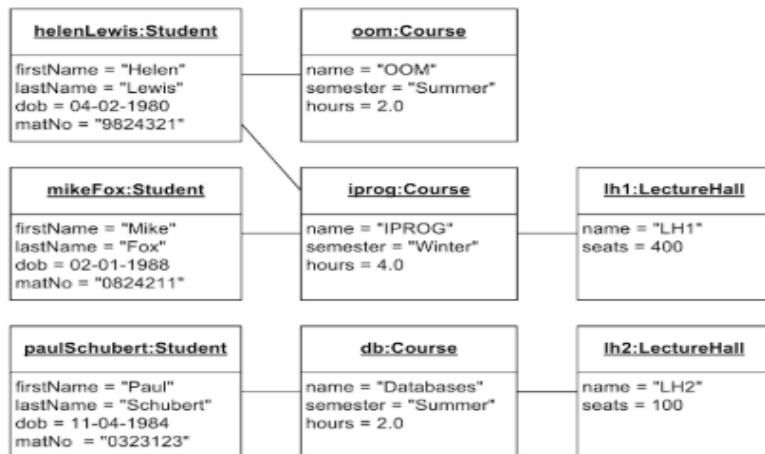 helenLewis:Student
firstName = "Helen"
lastName = "Lewis"
dob = 04-02-1980
matNo = "9824321"
oom:Course
name = "OOM"
semester = "Summer"
hours = 2.0
mikeFox:Student
firstName = "Mike"
lastName = "Fox"
dob = 02-01-1988
matNo = "0824211"
iprog:Course
name = "IPROG"
semester = "Winter"
hours = 4.0
lh1:LectureHall
name = "LH1"
seats = 400
paulSchubert:Student
firstName = "Paul"
lastName = "Schubert"
dob = 11-04-1984
matNo = "0323123"
db:Course
name = "Databases"
semester = "Summer"
hours = 2.0
lh2:LectureHall
name = "LH2"
seats = 100